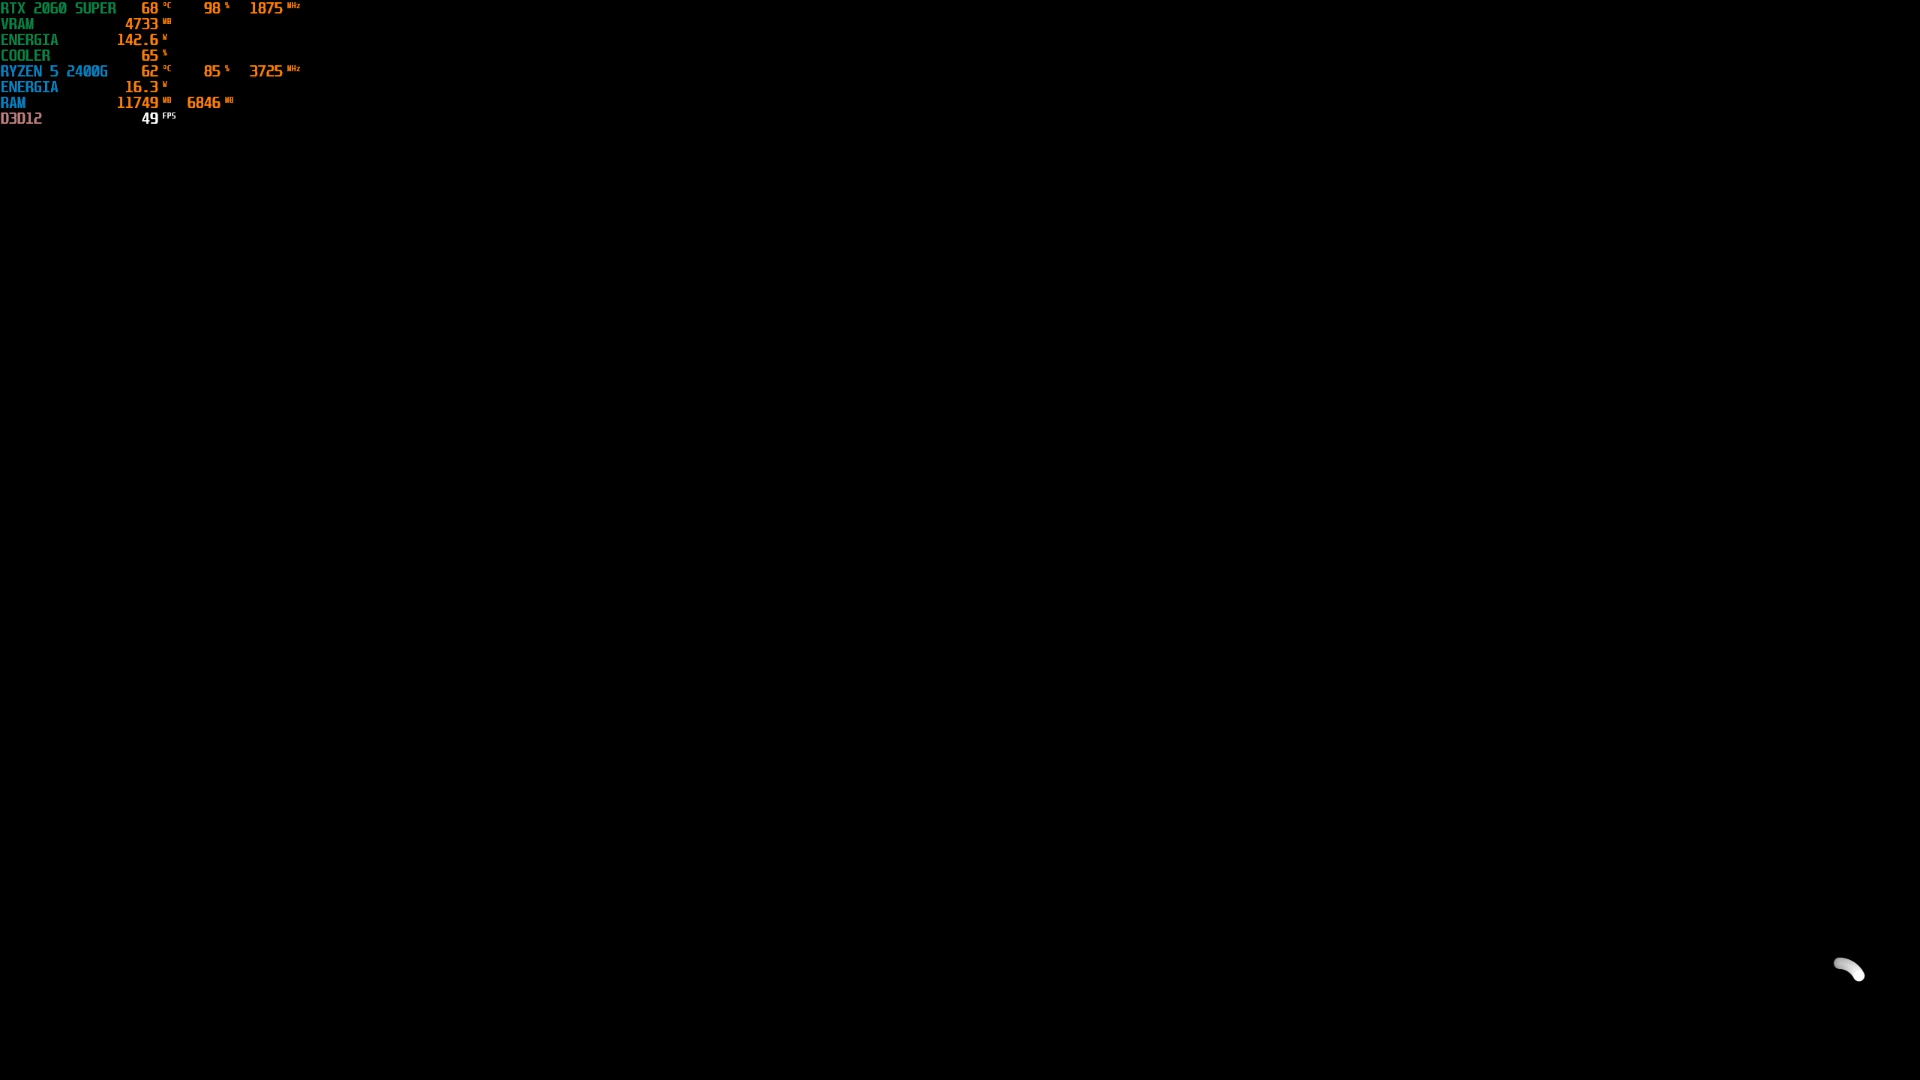 RTX 2060 SUPER 68 °C 98 % 1875 MHz
VRAM 4733 MB
ENERGIA 142.6 W
COOLER 65 %
RYZEN 5 2400G 62 °C 85 % 3725 MHz
ENERGIA 16.3 W
RAM 11749 MB 6846 MB
D3D12 49 FPS